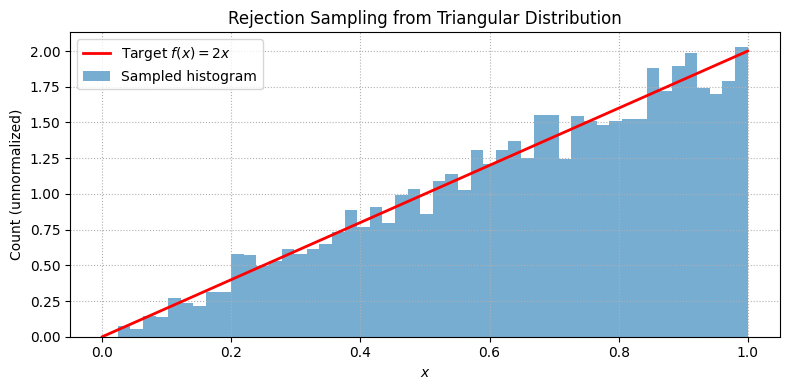 Rejection Sampling from Triangular Distribution
Target f(x) = 2x
Sampled histogram
Count (unnormalized)
2.00
1.75
1.50
1.25
1.00
0.75
0.50
0.25
0.00
0.0 0.2 0.4 0.6 0.8 1.0
x